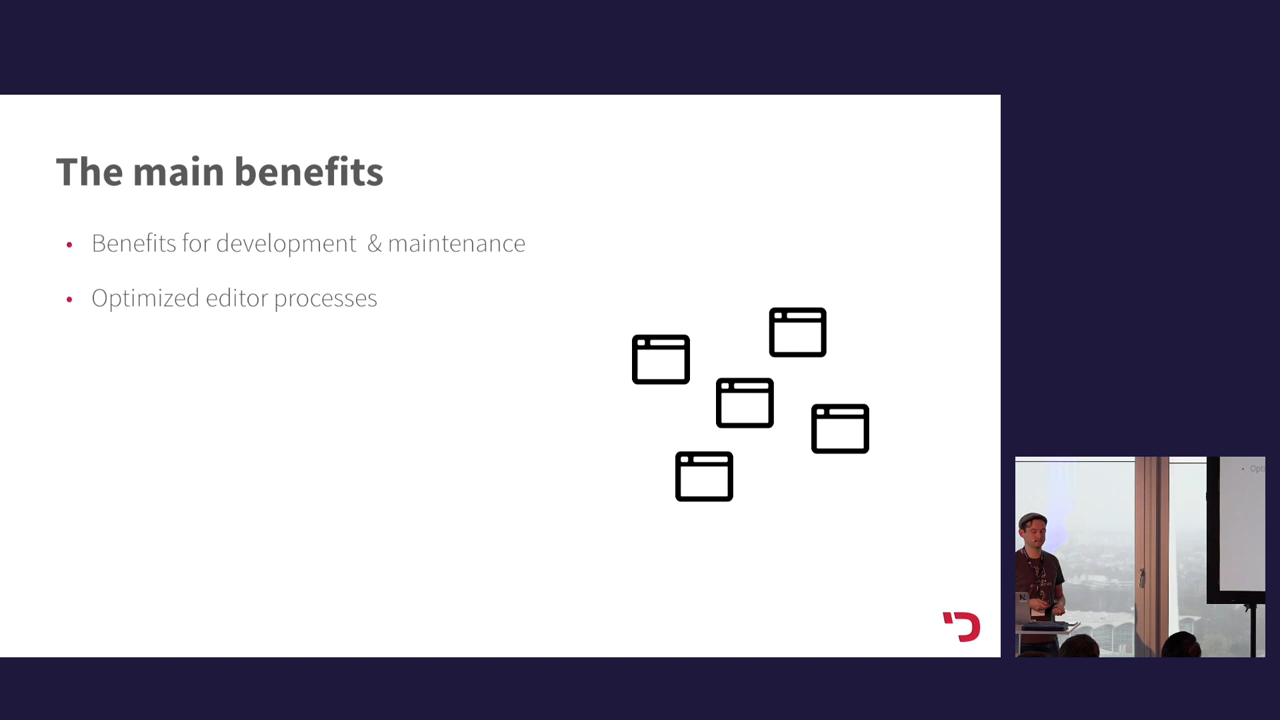 The main benefits
• Benefits for development & maintenance
• Optimized editor processes